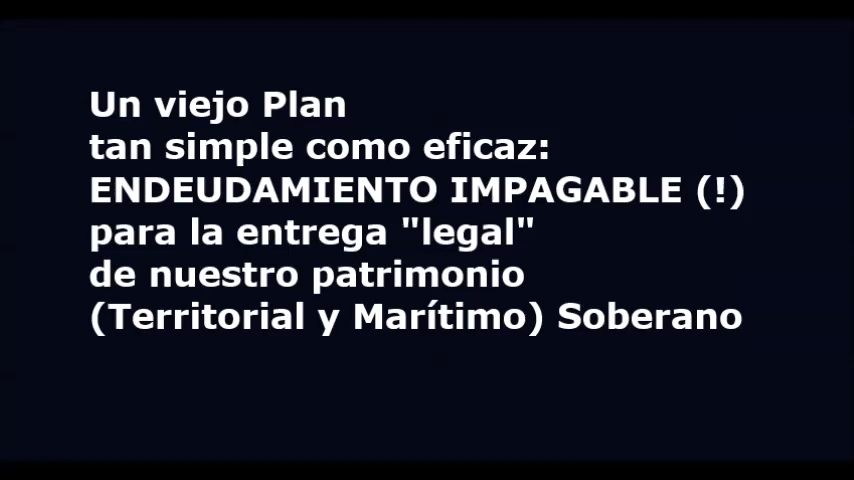 Un viejo Plan
tan simple como eficaz:
ENDEUDAMIENTO IMPAGABLE (!)
para la entrega "legal"
de nuestro patrimonio
(Territorial y Marítimo) Soberano